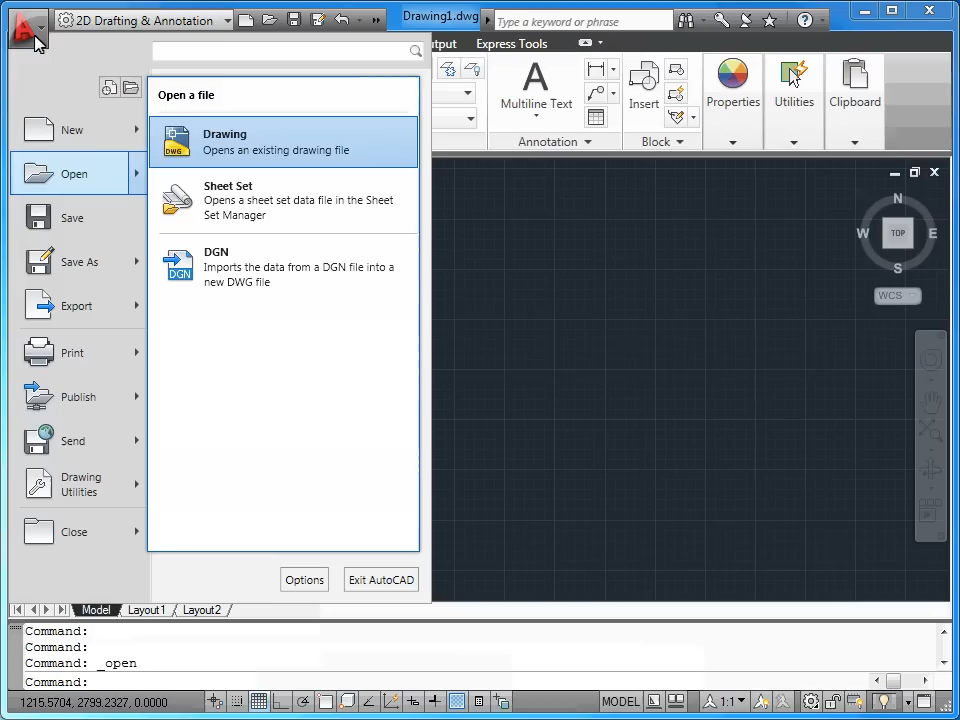 2D Drafting & Annotation
Drawing1.dwg
Type a keyword or phrase
?
utput
Express Tools
Open a file
Drawing
Opens an existing drawing file
Sheet Set
Opens a sheet set data file in the Sheet
Set Manager
DGN
Imports the data from a DGN file into a
new DWG file
DWG
DGN
New
Open
Save
Save As
Export
Print
Publish
Send
Drawing
Utilities
Close
Options
Exit AutoCAD
A
Multiline Text
Annotation
Insert
Block
Properties
Utilities
Clipboard
N
W
TOP
E
S
WCS
Model
Layout1
Layout2
Command:
Command:
Command: _open
Command:
1215.5704, 2799.2327, 0.0000
MODEL
1:1